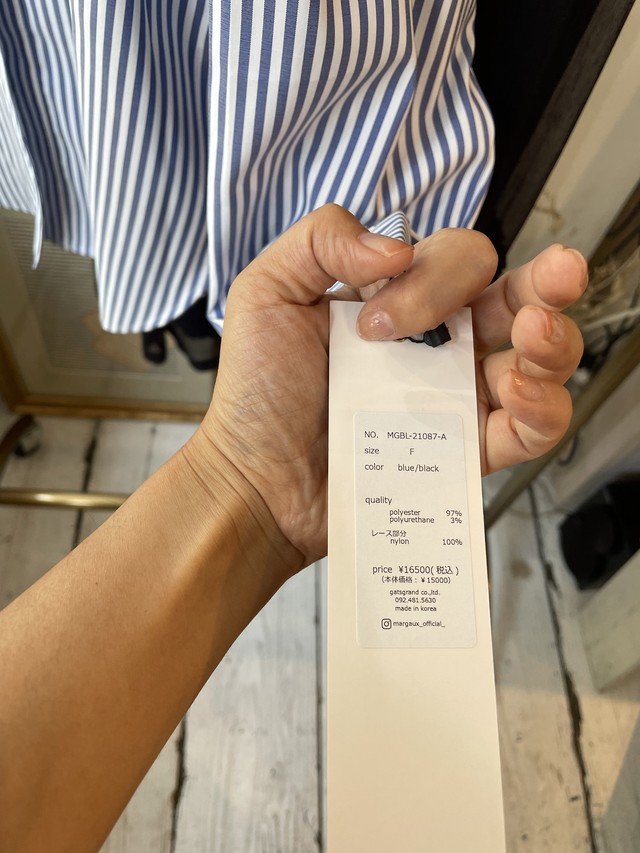 NO. MGBL-21087-A
size F
color blue/black
quality
polyester 97%
polyurethane 3%
レース部分
nylon 100%
price ¥16500(税込)
(本体価格：¥15000)
gatsgrand co.,ltd.
092.481.5630
made in korea
margaux_official_